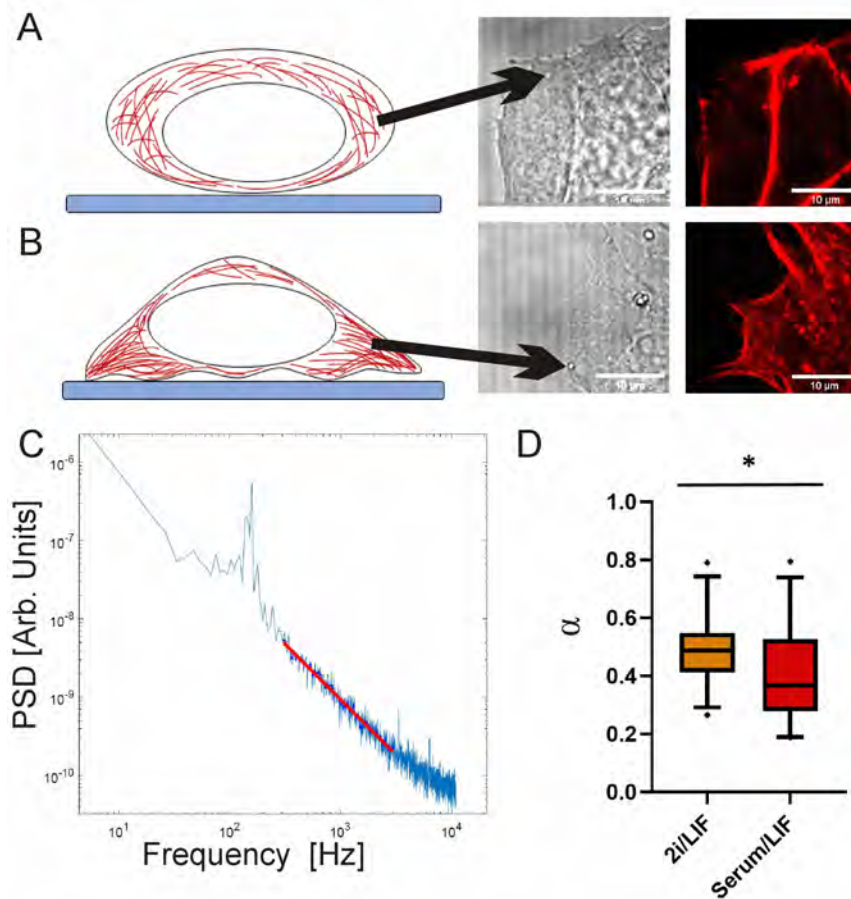 A
10 μm
B
10 μm
10 μm
C
D
10⁻⁶
10⁻⁷
10⁻⁸
10⁻⁹
10⁻¹⁰
PSD [Arb. Units]
10¹
10²
10³
10⁴
Frequency [Hz]
*
1.0
0.8
0.6
0.4
0.2
0.0
α
2i/LIF
Serum/LIF